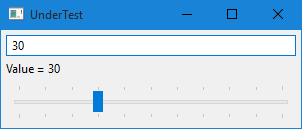 UnderTest
30
Value = 30